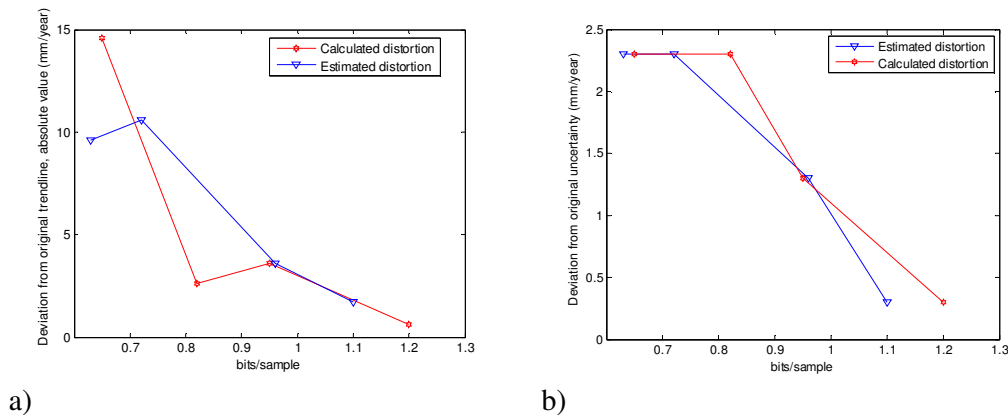 Deviation from original trendline, absolute value (mm/year)
15
10
5
0
0.7 0.8 0.9 1 1.1 1.2 1.3
bits/sample
Calculated distortion
Estimated distortion
a)
Deviation from original uncertainty (mm/year)
2.5
2
1.5
1
0.5
0
0.7 0.8 0.9 1 1.1 1.2 1.3
bits/sample
Estimated distortion
Calculated distortion
b)